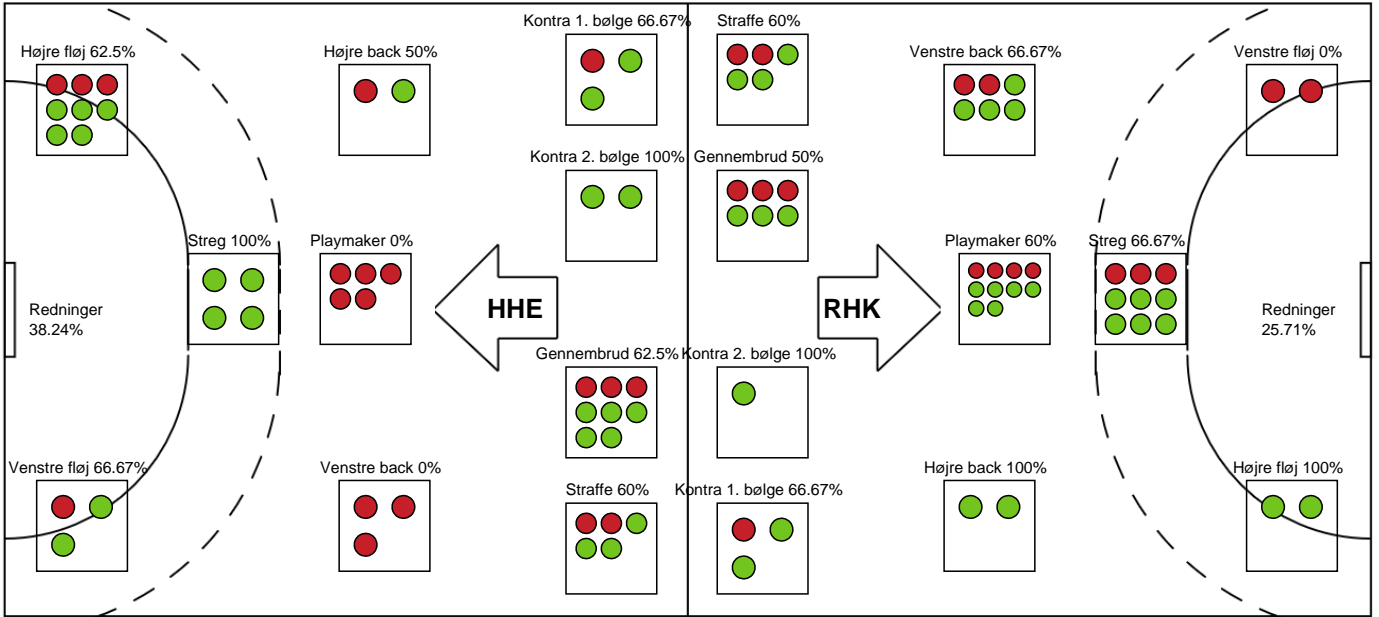 Kontra 1. bølge 66.67%
Straffe 60%
Højre fløj 62.5%
Højre back 50%
Venstre back 66.67%
Venstre fløj 0%
Kontra 2. bølge 100%
Gennembrud 50%
Streg 100%
Playmaker 0%
Playmaker 60%
Streg 66.67%
HHE
RHK
Redninger
38.24%
Redninger
25.71%
Gennembrud 62.5%
Kontra 2. bølge 100%
Venstre fløj 66.67%
Venstre back 0%
Højre back 100%
Højre fløj 100%
Straffe 60%
Kontra 1. bølge 66.67%